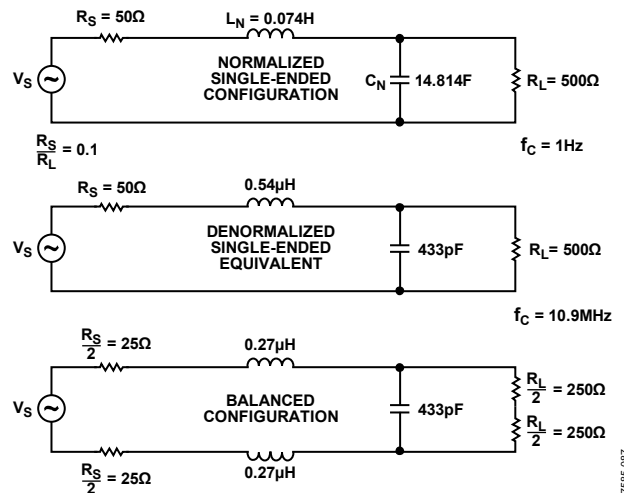 R_S = 50Ω
L_N = 0.074H
V_S
NORMALIZED
SINGLE-ENDED
CONFIGURATION
C_N
14.814F
R_L= 500Ω
R_S
R_L
= 0.1
f_C = 1Hz
R_S = 50Ω
0.54µH
V_S
DENORMALIZED
SINGLE-ENDED
EQUIVALENT
433pF
R_L= 500Ω
f_C = 10.9MHz
R_S
2
= 25Ω
0.27µH
V_S
BALANCED
CONFIGURATION
433pF
R_L
2
= 250Ω
R_L
2
= 250Ω
R_S
2
= 25Ω
0.27µH